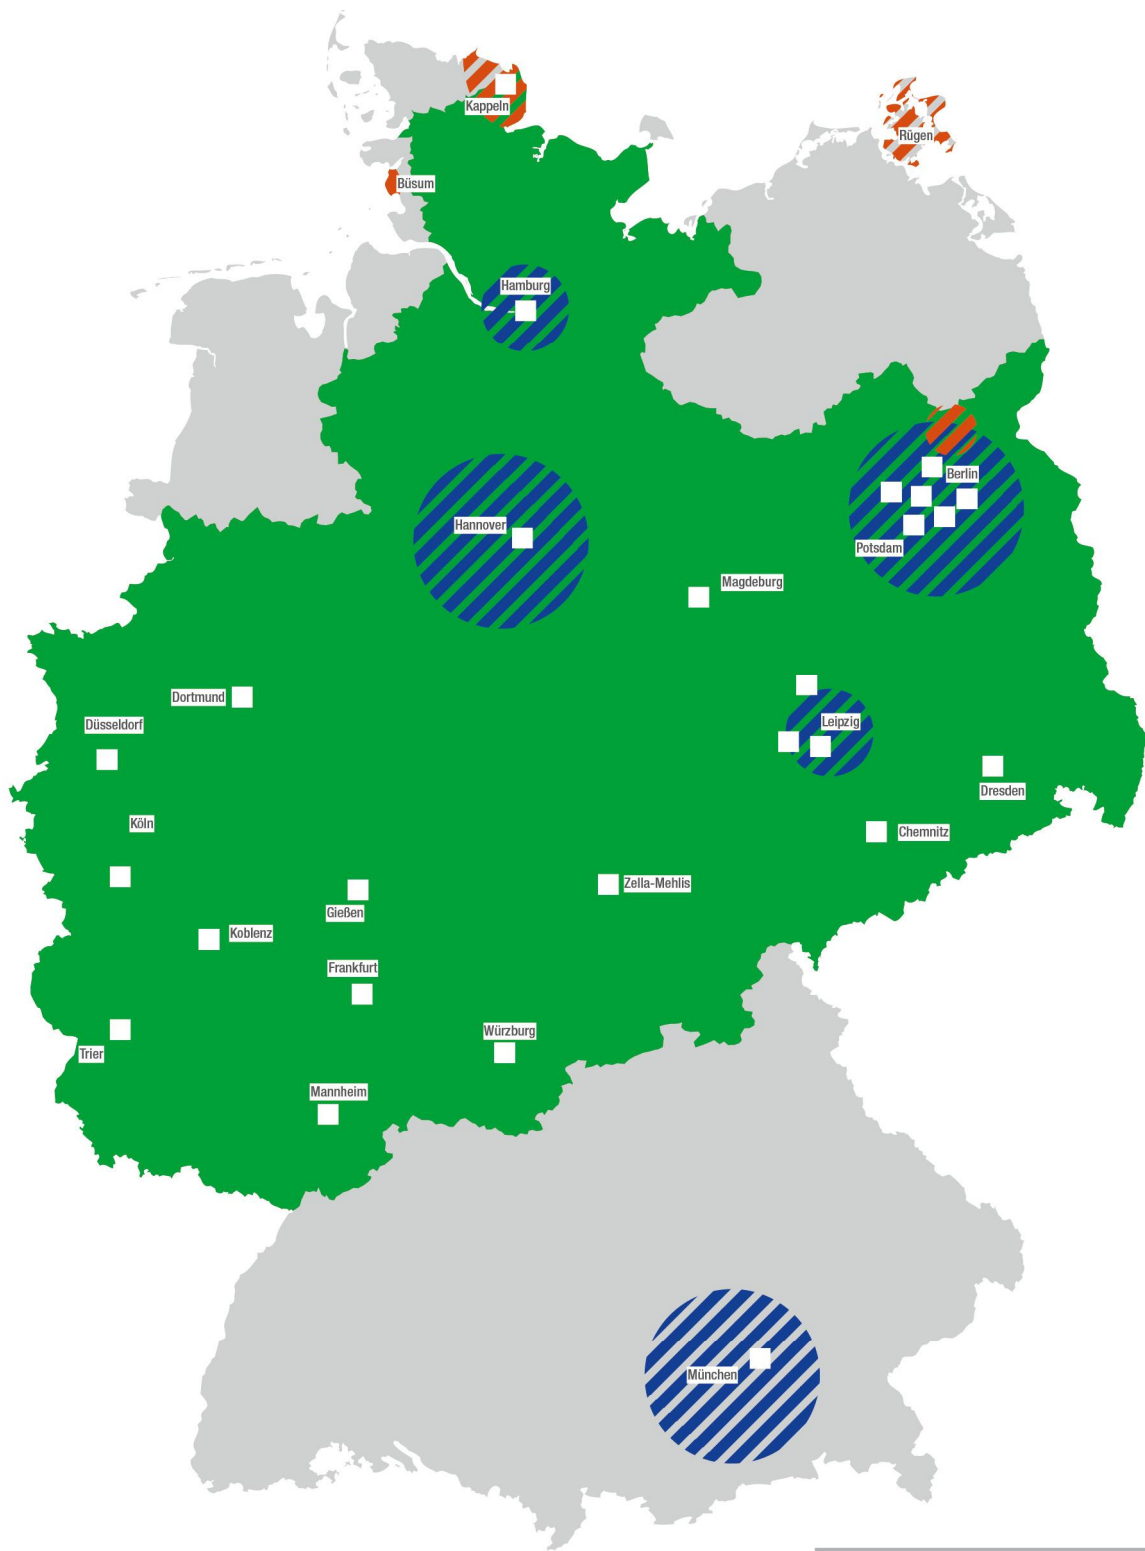 Kappeln
Rügen
Büsum
Hamburg
Berlin
Hannover
Potsdam
Magdeburg
Dortmund
Düsseldorf
Leipzig
Dresden
Köln
Chemnitz
Zella-Mehlis
Gießen
Koblenz
Frankfurt
Würzburg
Trier
Mannheim
München